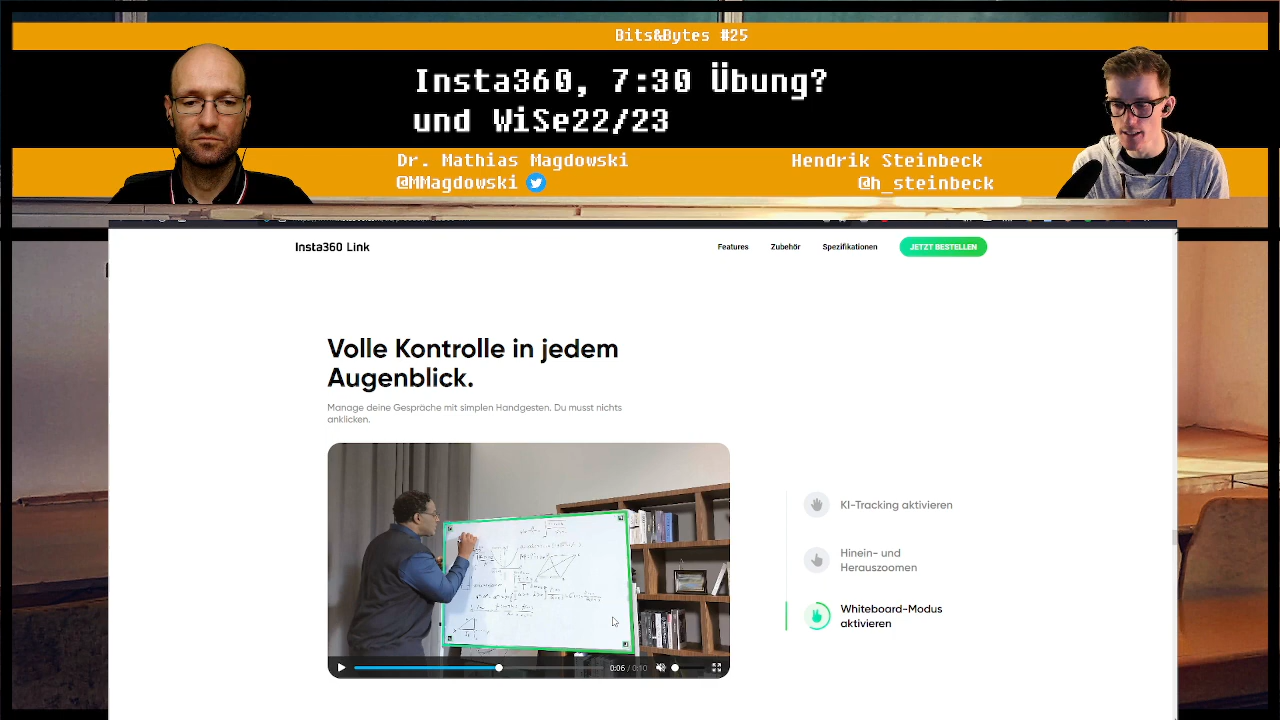 Bits&Bytes #25
Insta360, 7:30 Übung?
und WiSe22/23
Dr. Mathias Magdowski
@MMagdowski
Hendrik Steinbeck
@h_steinbeck
Insta360 Link
Features
Zubehör
Spezifikationen
JETZT BESTELLEN
Volle Kontrolle in jedem
Augenblick.
Manage deine Gespräche mit simplen Handgesten. Du musst nichts
anklicken.
KI-Tracking aktivieren
Hinein- und
Herauszoomen
Whiteboard-Modus
aktivieren
0:06 / 0:10